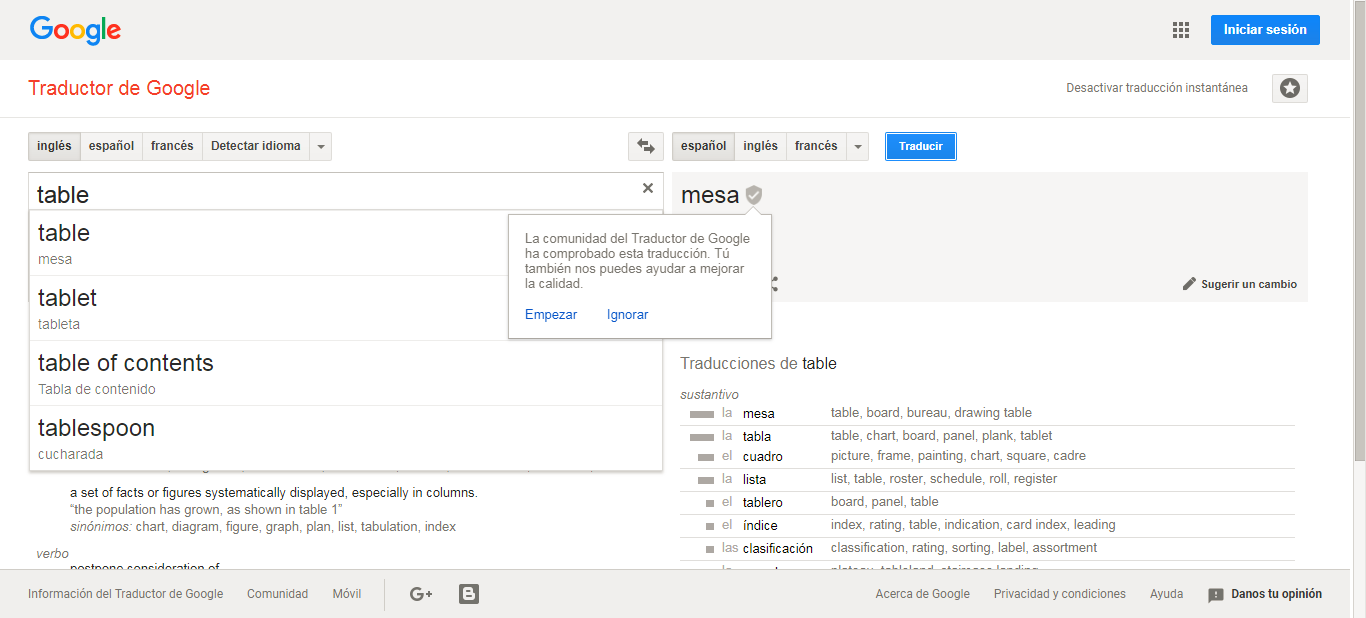 Google
Iniciar sesión
Traductor de Google
Desactivar traducción instantánea
inglés español francés Detectar idioma
español inglés francés Traducir
table
mesa
table
mesa
tablet
tableta
table of contents
Tabla de contenido
tablespoon
cucharada
La comunidad del Traductor de Google
ha comprobado esta traducción. Tú
también nos puedes ayudar a mejorar
la calidad.
Empezar Ignorar
Sugerir un cambio
a set of facts or figures systematically displayed, especially in columns.
“the population has grown, as shown in table 1”
sinónimos: chart, diagram, figure, graph, plan, list, tabulation, index
verbo
postpone consideration of.
Traducciones de table
sustantivo
la mesa table, board, bureau, drawing table
la tabla table, chart, board, panel, plank, tablet
el cuadro picture, frame, painting, chart, square, cadre
la lista list, table, roster, schedule, roll, register
el tablero board, panel, table
el índice index, rating, table, indication, card index, leading
las clasificación classification, rating, sorting, label, assortment
Información del Traductor de Google Comunidad Móvil G+ B
Acerca de Google Privacidad y condiciones Ayuda Danos tu opinión